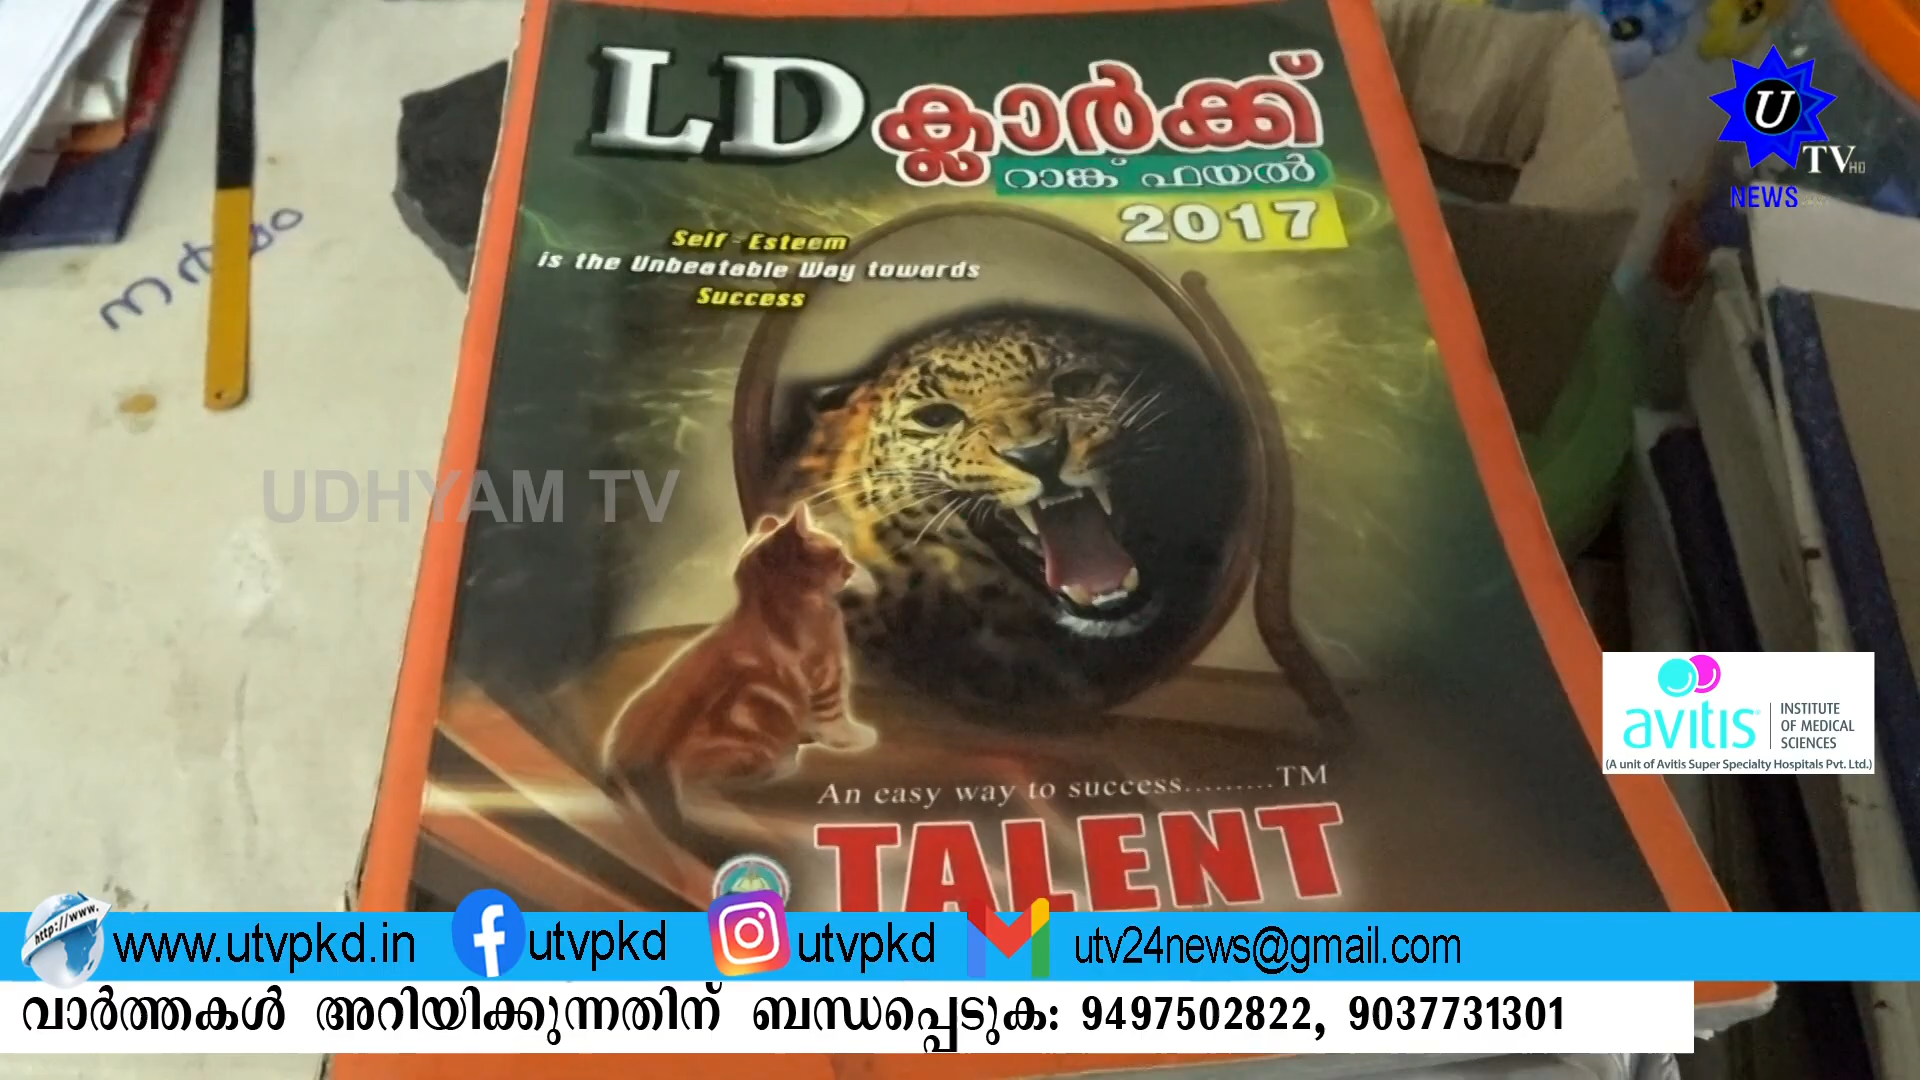 LD ക്ലാർക്ക്
റാങ്ക് ഫയൽ
2017
Self-Esteem
is the Unbeatable Way towards
Success
U
TV HD
NEWS
UDHYAM TV
avitis
INSTITUTE
OF MEDICAL
SCIENCES
(A unit of Avitis Super Specialty Hospitals Pvt. Ltd.)
An easy way to success.........TM
TALENT
http://www.
www.utvpkd.in utvpkd utvpkd utv24news@gmail.com
വാർത്തകൾ അറിയിക്കുന്നതിന് ബന്ധപ്പെടുക: 9497502822, 9037731301